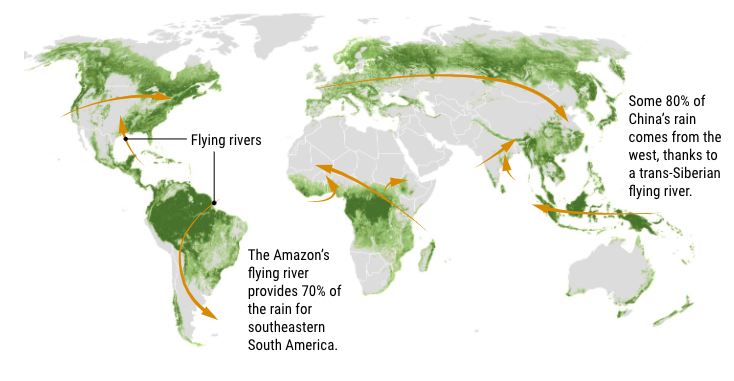 Flying rivers
Some 80% of
China's rain
comes from the
west, thanks to
a trans-Siberian
flying river.
The Amazon's
flying river
provides 70% of
the rain for
southeastern
South America.